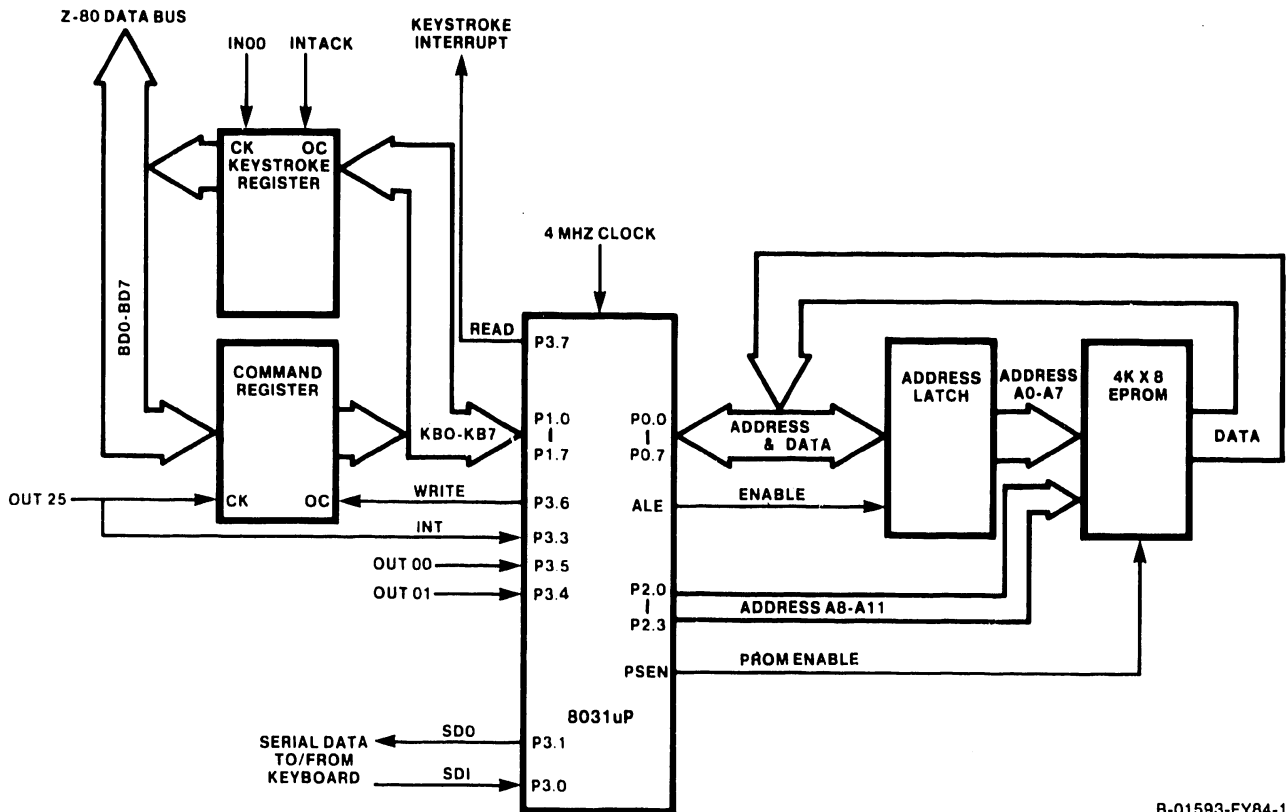 Z-80 DATA BUS
IN00
INTACK
KEYSTROKE
INTERRUPT
CK OC
KEYSTROKE
REGISTER
BD0-BD7
4 MHZ CLOCK
READ
P3.7
COMMAND
REGISTER
KB0-KB7
P1.0
P1.7
P0.0
P0.7
ADDRESS
& DATA
ADDRESS
LATCH
ADDRESS
A0-A7
4K X 8
EPROM
DATA
OUT 25
CK OC
WRITE
P3.6
ALE
ENABLE
INT
P3.3
OUT 00
P3.5
OUT 01
P3.4
P2.0
P2.3
ADDRESS A8-A11
PSEN
PROM ENABLE
8031uP
SERIAL DATA
TO/FROM
KEYBOARD
SDO
P3.1
SDI
P3.0
B-01593-FY84-1